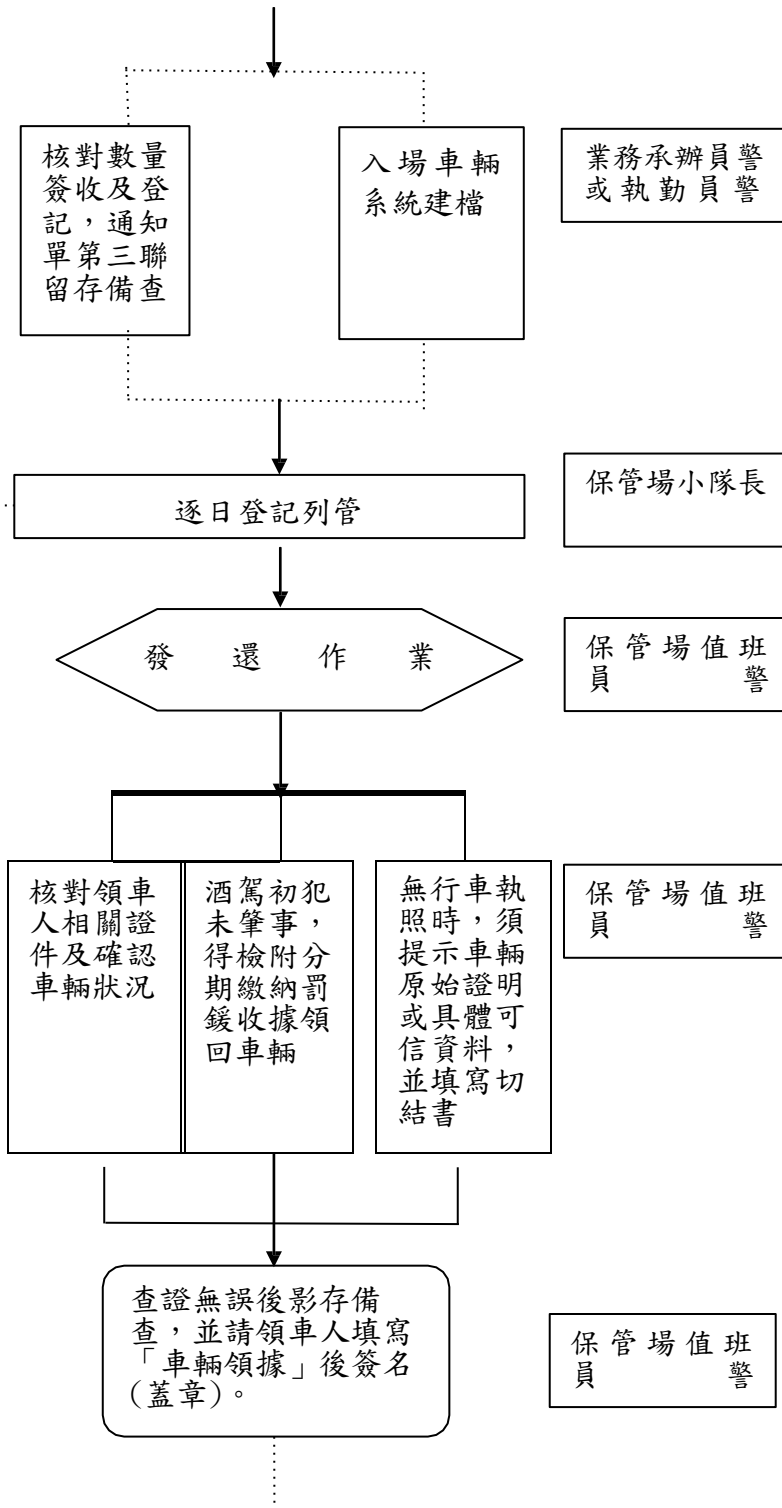 核對數量
簽收及登
記，通知
單第三聯
留存備查
入場車輛
系統建檔
業務承辦員警
或執勤員警
逐日登記列管
保管場小隊長
發還作業
保管場值班
員警
核對領車
人相關證
件及確認
車輛狀況
酒駕初犯
未肇事，
得檢附分
期繳納罰
鍰收據領
回車輛
無行車執
照時，須
提示車輛
原始證明
或具體可
信資料，
並填寫切
結書
保管場值班
員警
查證無誤後影存備
查，並請領車人填寫
「車輛領據」後簽名
(蓋章)。
保管場值班
員警